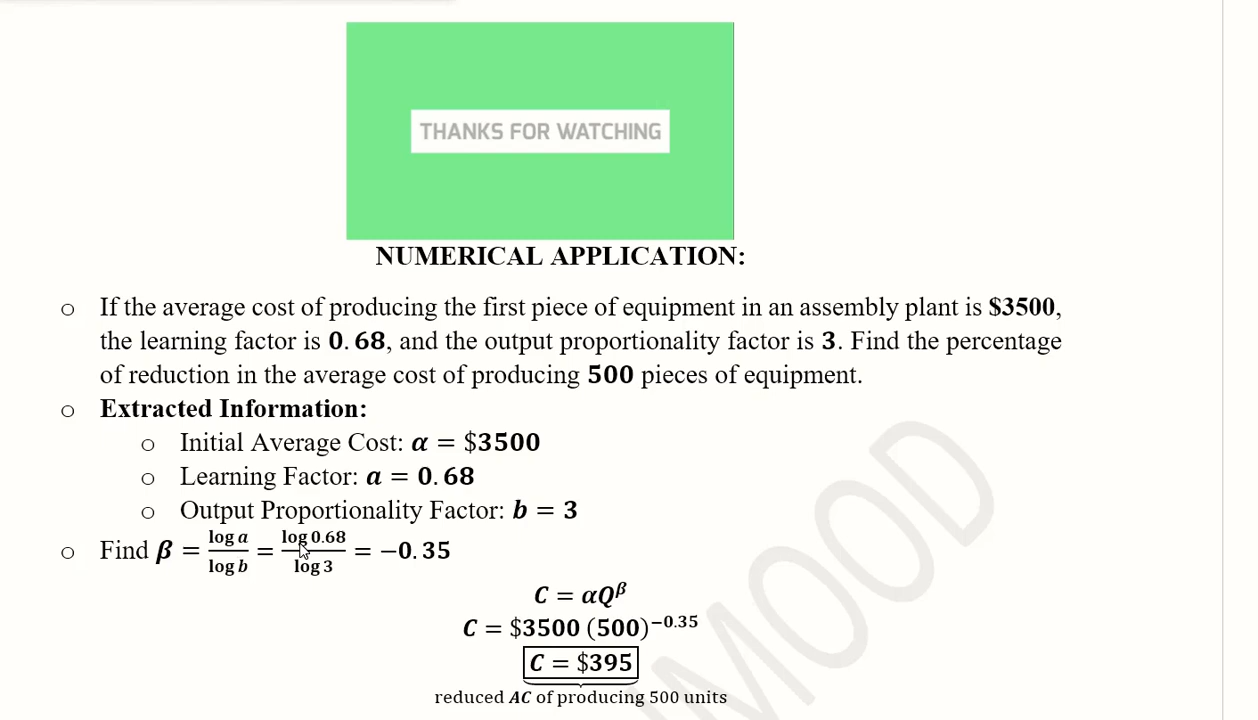 THANKS FOR WATCHING
NUMERICAL APPLICATION:
o If the average cost of producing the first piece of equipment in an assembly plant is $3500,
the learning factor is 0.68, and the output proportionality factor is 3. Find the percentage
of reduction in the average cost of producing 500 pieces of equipment.
o Extracted Information:
o Initial Average Cost: α = $3500
o Learning Factor: a = 0.68
o Output Proportionality Factor: b = 3
o Find β = log a / log b = log 0.68 / log 3 = −0.35
C = αQ^β
C = $3500 (500)^−0.35
C = $395
reduced AC of producing 500 units
MOOD